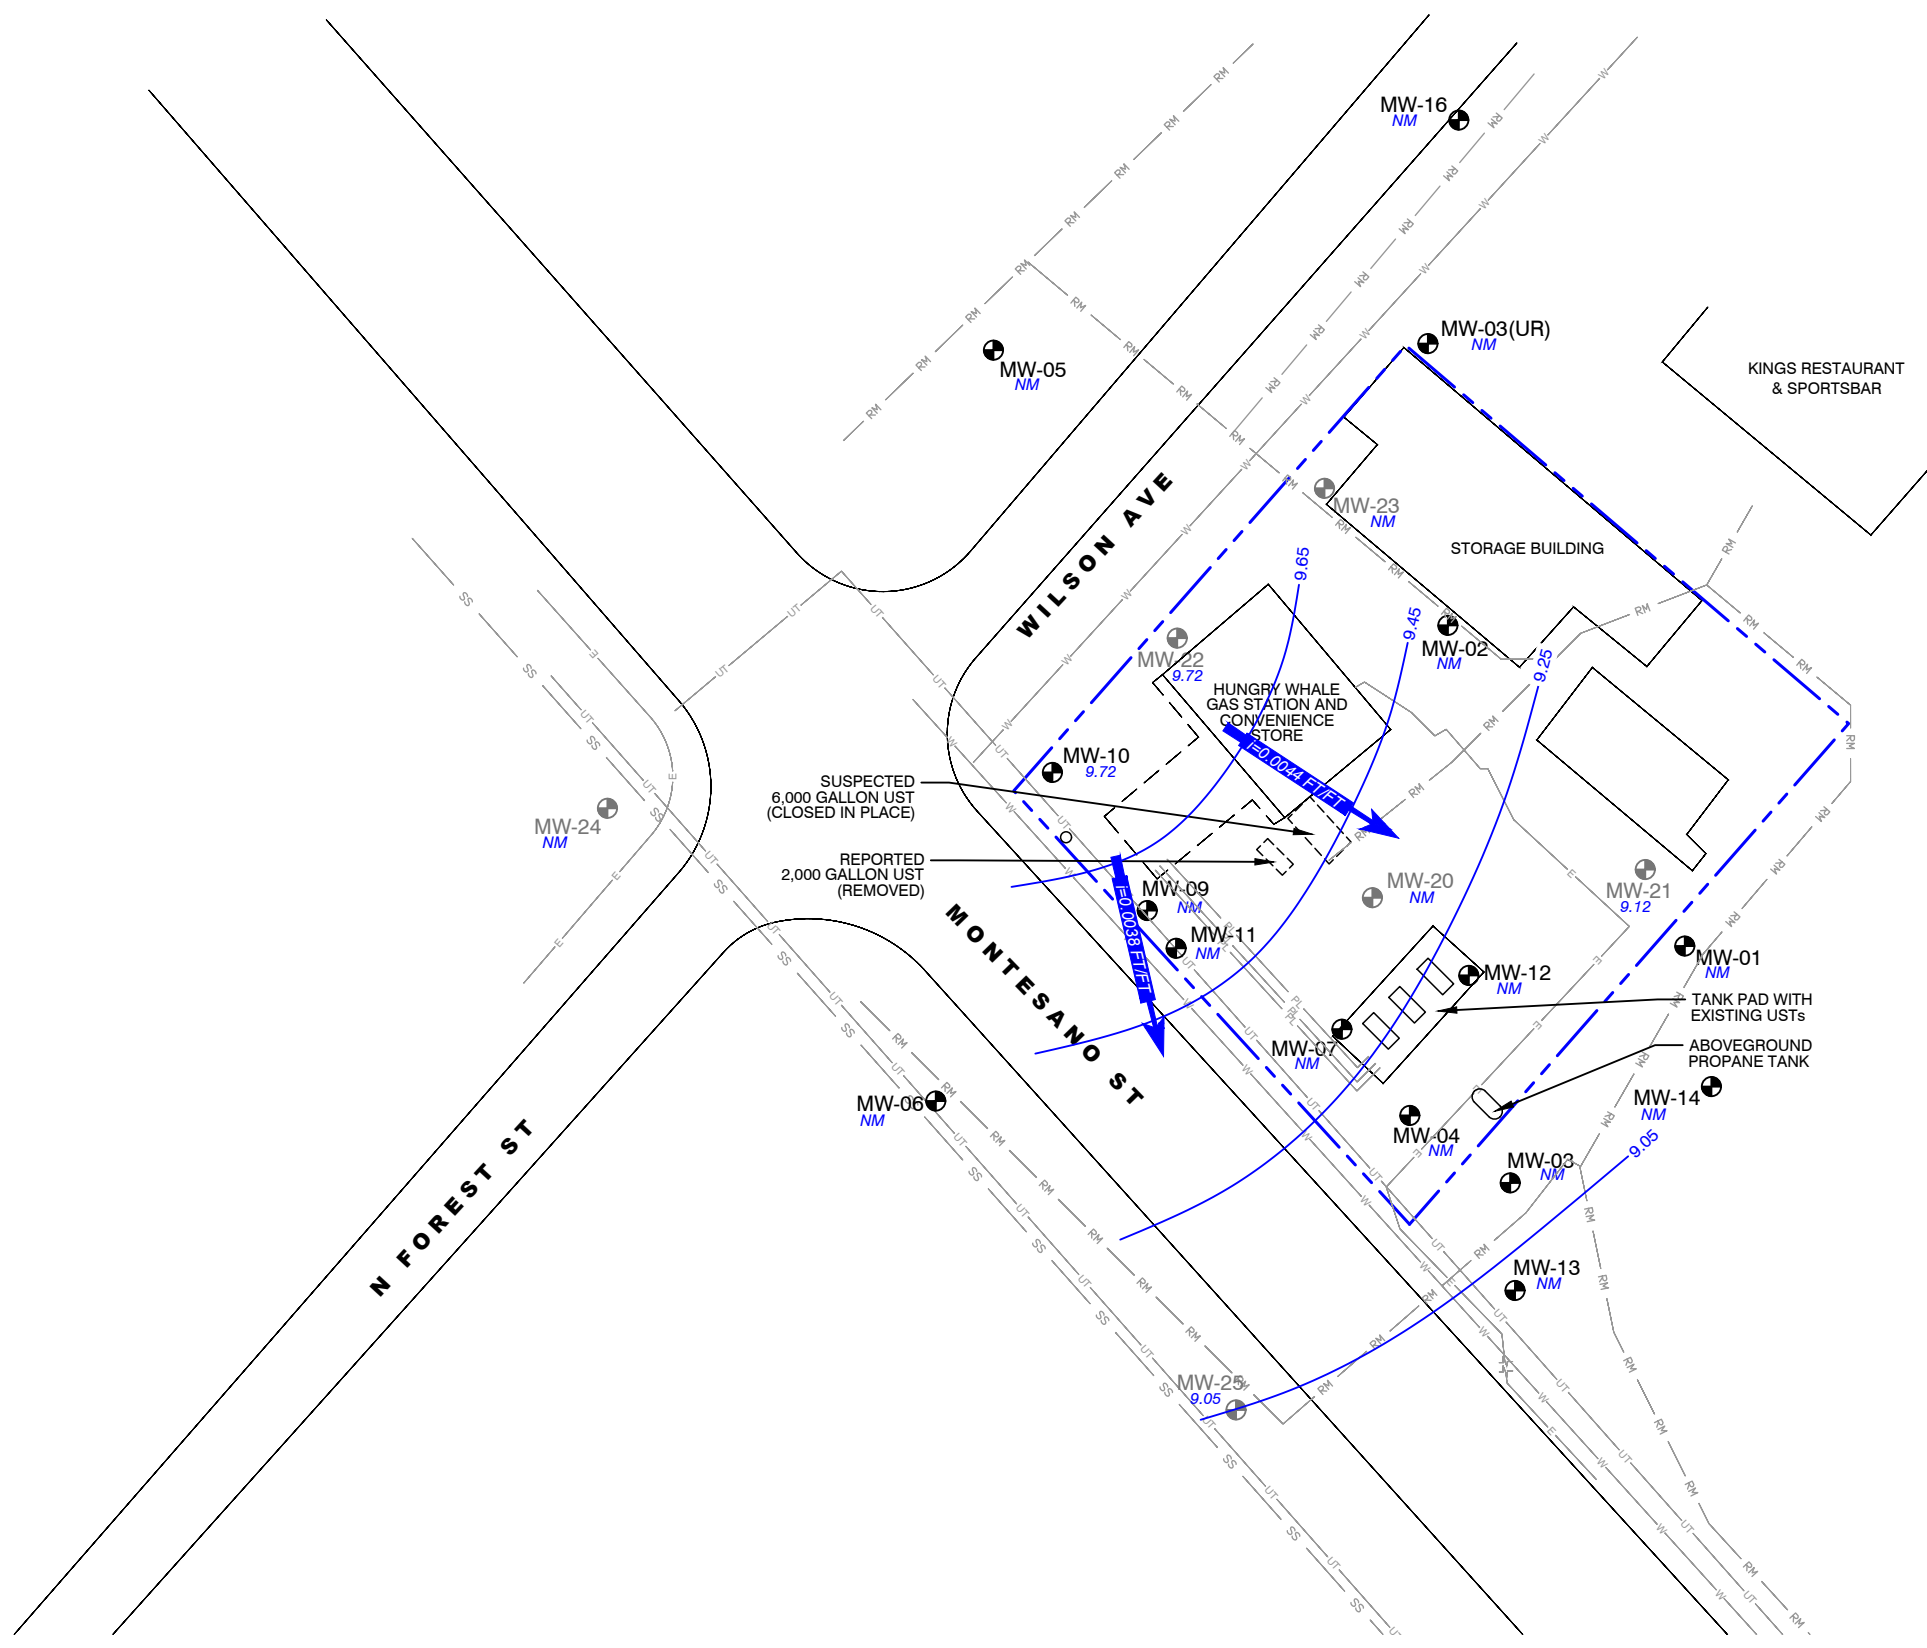 MW-16
NM
MW-03(UR)
NM
MW-05
NM
KINGS RESTAURANT
& SPORTSBAR
MW-23
NM
WILSON AVE
STORAGE BUILDING
9.65
9.45
9.25
MW-02
NM
MW-22
9.72
HUNGRY WHALE
GAS STATION AND
CONVENIENCE
STORE
i=0.0044 FT/FT
MW-10
9.72
SUSPECTED
6,000 GALLON UST
(CLOSED IN PLACE)
MW-24
NM
REPORTED
2,000 GALLON UST
(REMOVED)
MW-09
NM
i=0.0038 FT/FT
MW-20
NM
MW-21
9.12
MW-11
NM
MONTESANO ST
MW-01
NM
MW-12
NM
TANK PAD WITH
EXISTING USTs
MW-07
NM
ABOVEGROUND
PROPANE TANK
MW-14
NM
MW-06
NM
MW-04
NM
9.05
MW-03
NM
N FOREST ST
MW-13
NM
MW-25
9.05
RM
W
UT
SS
E
PL